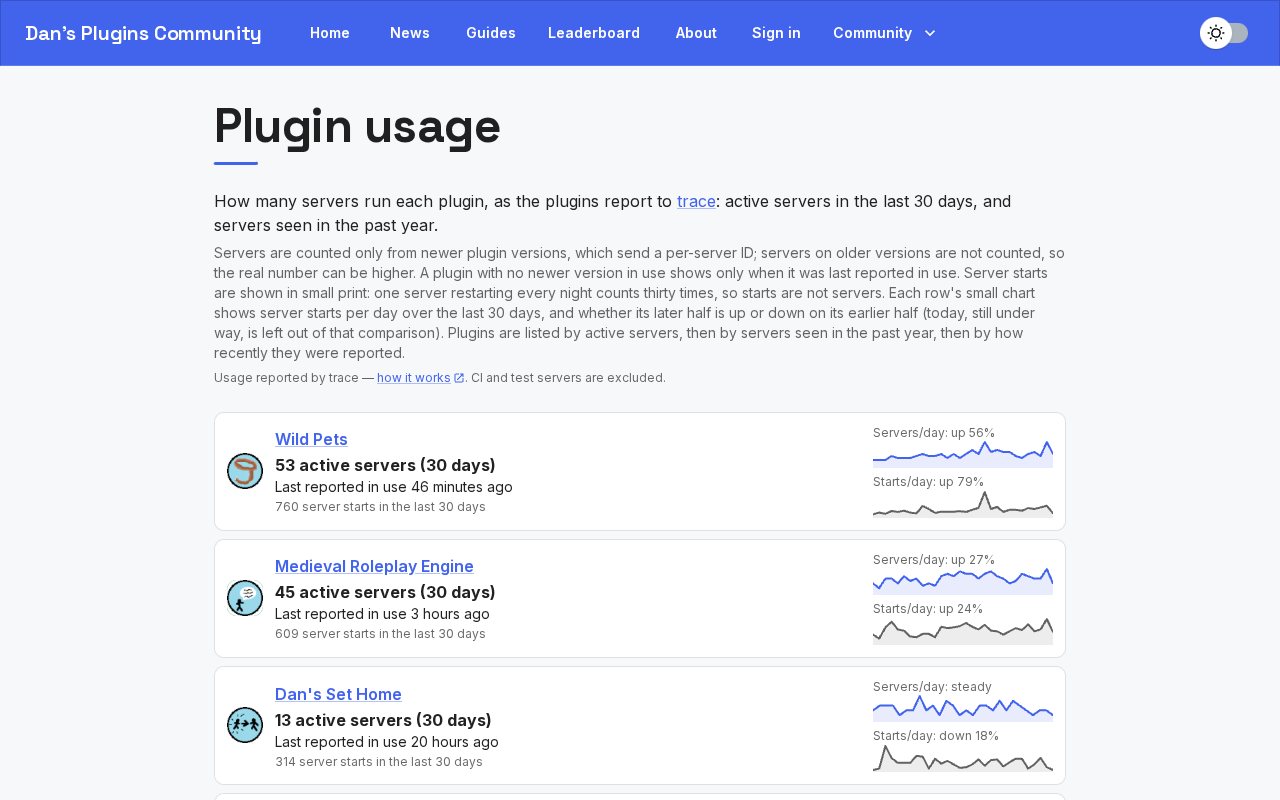 Dan's Plugins Community
Home
News
Guides
Leaderboard
About
Sign in
Community
Plugin usage
How many servers run each plugin, as the plugins report to trace: active servers in the last 30 days, and
servers seen in the past year.
Servers are counted only from newer plugin versions, which send a per-server ID; servers on older versions are not counted, so
the real number can be higher. A plugin with no newer version in use shows only when it was last reported in use. Server starts
are shown in small print: one server restarting every night counts thirty times, so starts are not servers. Each row's small chart
shows server starts per day over the last 30 days, and whether its later half is up or down on its earlier half (today, still under
way, is left out of that comparison). Plugins are listed by active servers, then by servers seen in the past year, then by how
recently they were reported.
Usage reported by trace — how it works. CI and test servers are excluded.
Wild Pets
53 active servers (30 days)
Last reported in use 46 minutes ago
760 server starts in the last 30 days
Servers/day: up 56%
Starts/day: up 79%
Medieval Roleplay Engine
45 active servers (30 days)
Last reported in use 3 hours ago
609 server starts in the last 30 days
Servers/day: up 27%
Starts/day: up 24%
Dan's Set Home
13 active servers (30 days)
Last reported in use 20 hours ago
314 server starts in the last 30 days
Servers/day: steady
Starts/day: down 18%